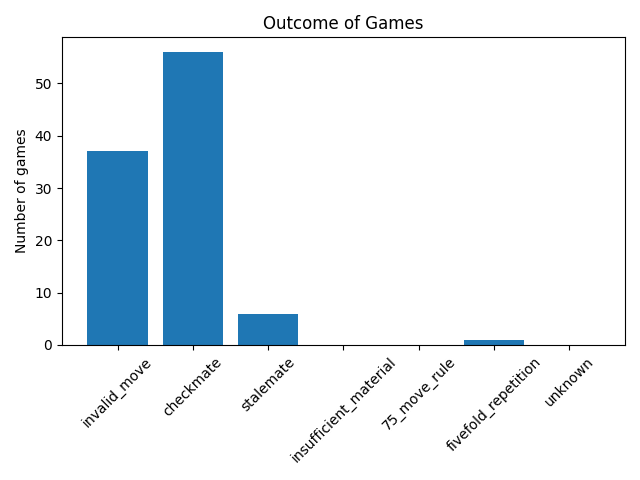 Outcome of Games
Number of games
50
40
30
20
10
0
invalid_move
checkmate
stalemate
insufficient_material
75_move_rule
fivefold_repetition
unknown